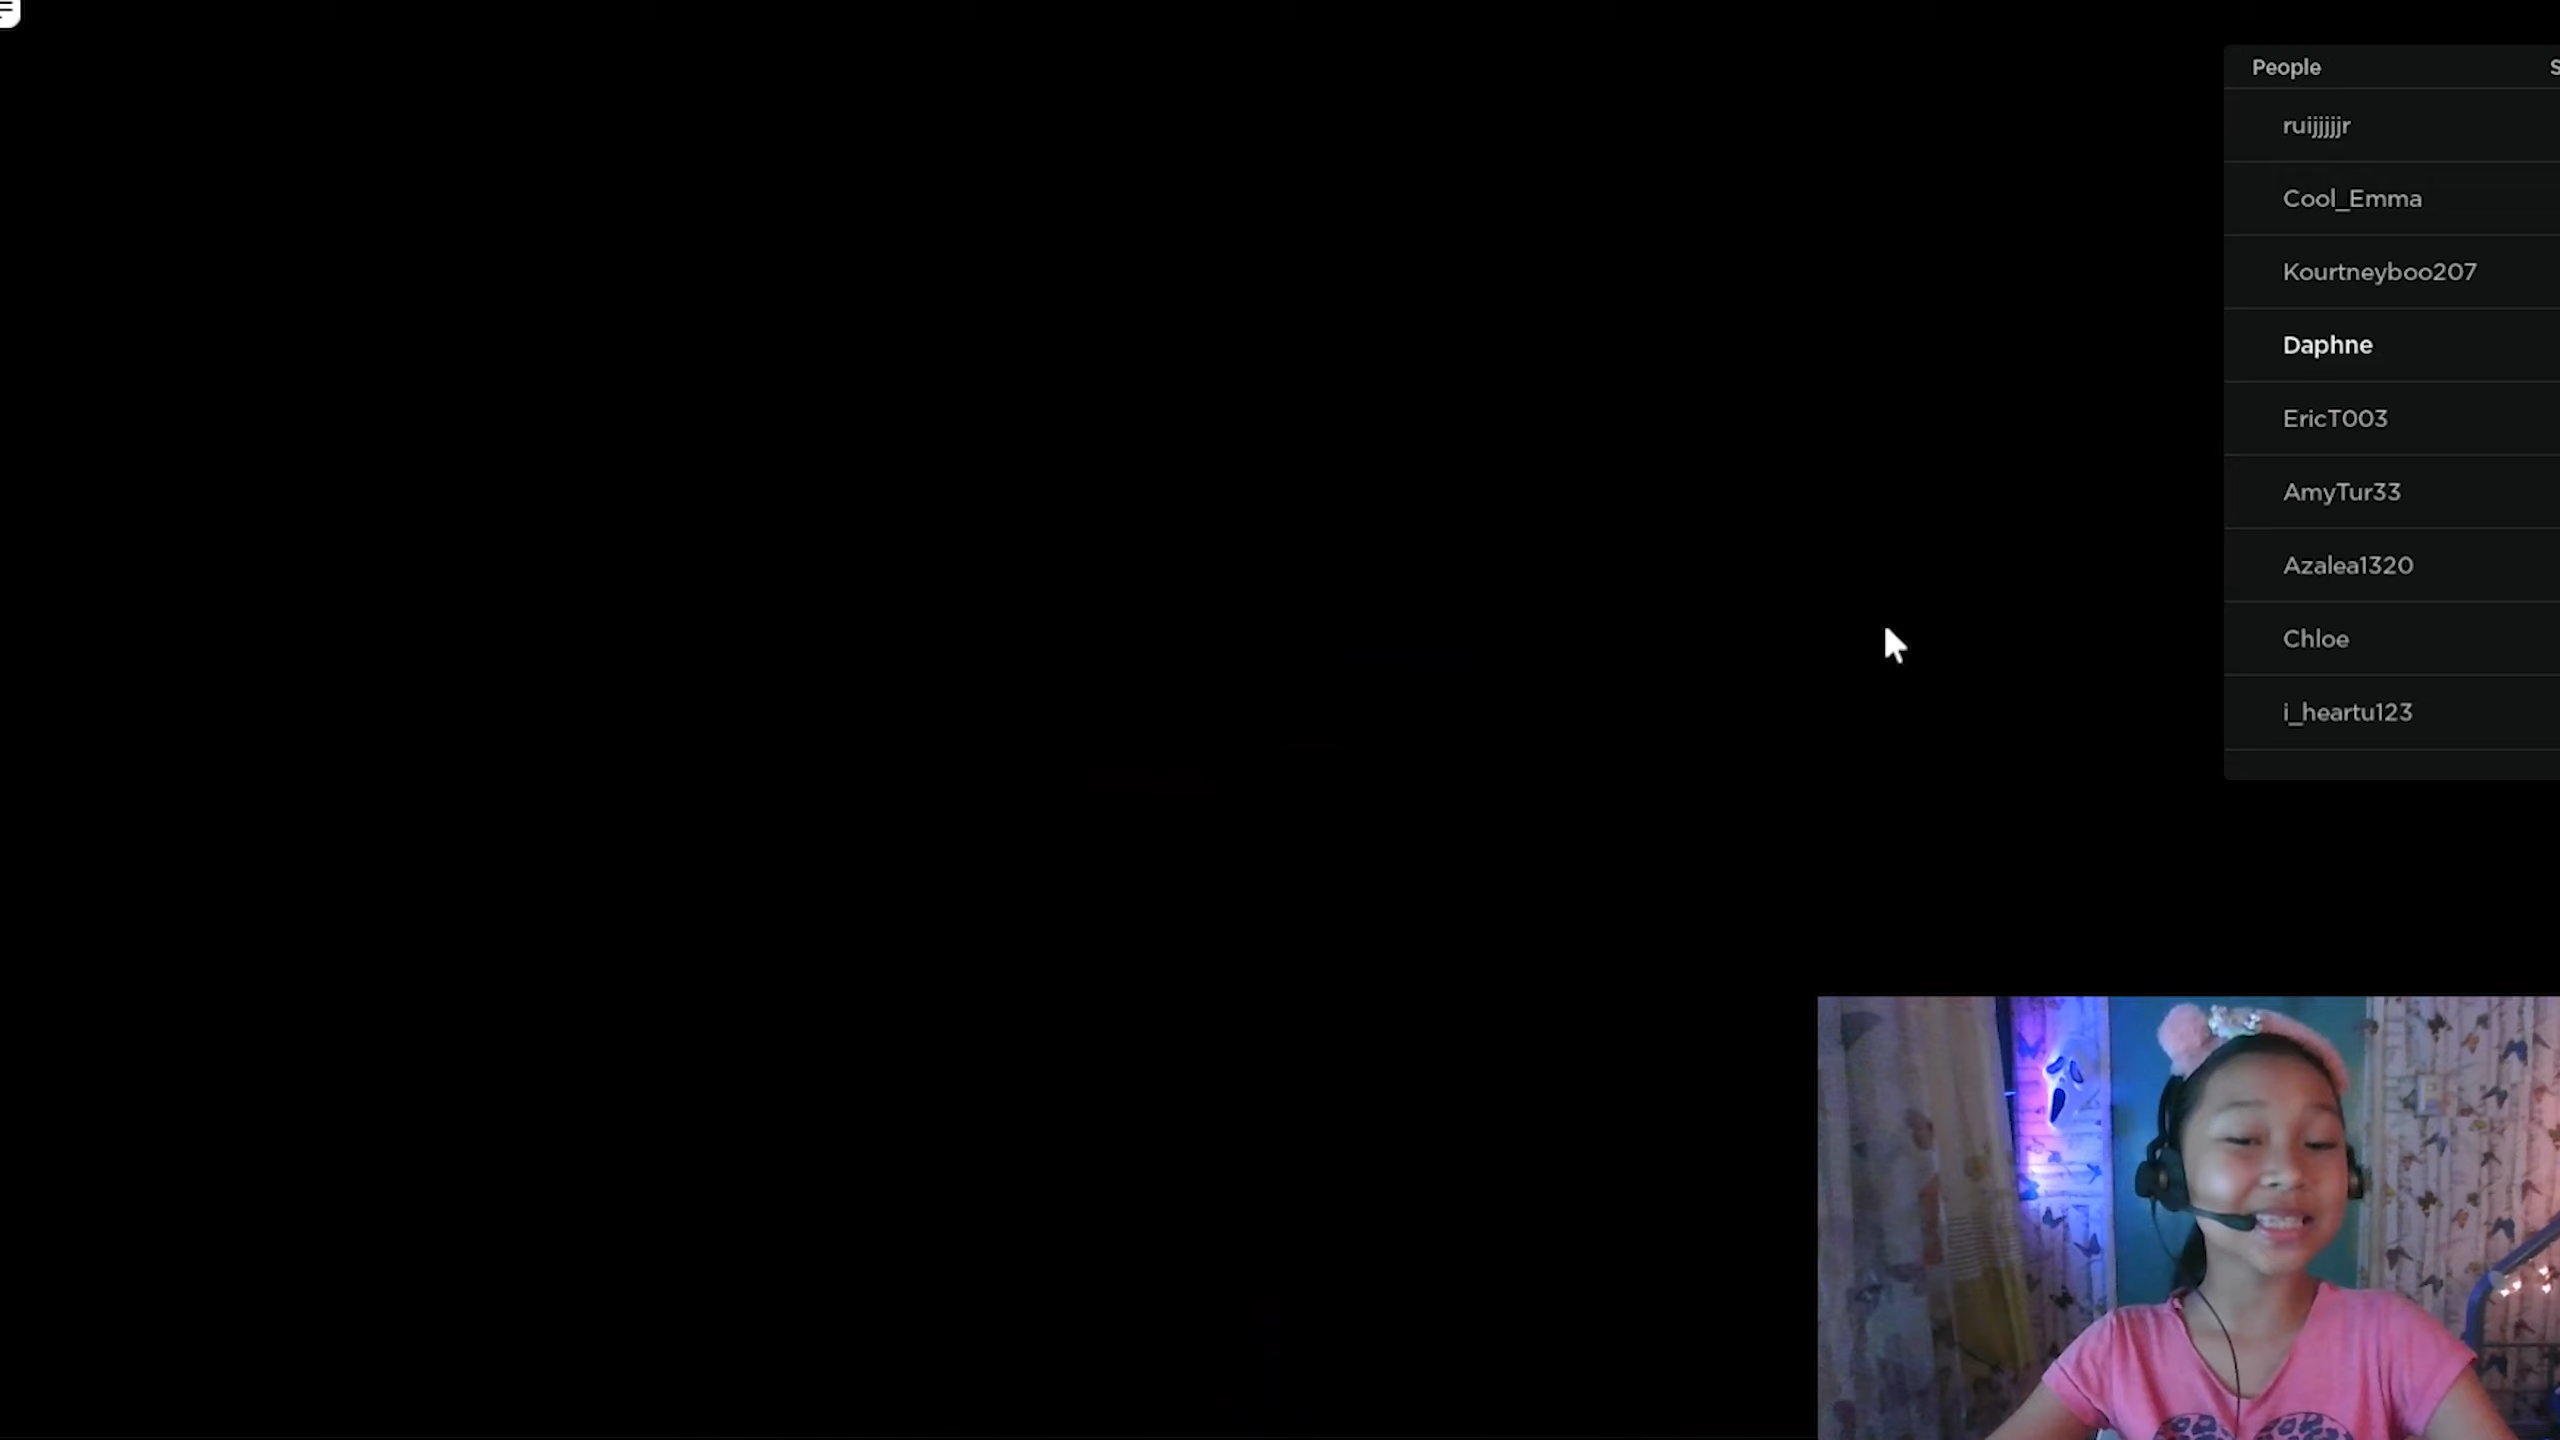 People
ruijjjjjr
Cool_Emma
Kourtneyboo207
Daphne
EricT003
AmyTur33
Azalea1320
Chloe
i_heartu123